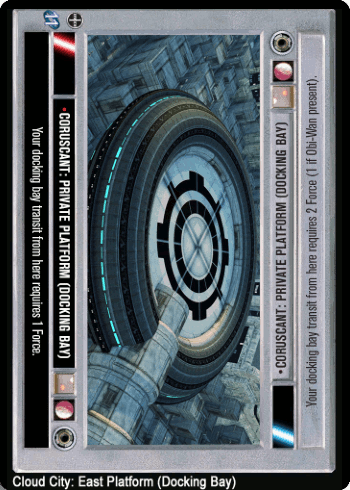 •CORUSCANT: PRIVATE PLATFORM (DOCKING BAY)
Your docking bay transit from here requires 1 Force.
•CORUSCANT: PRIVATE PLATFORM (DOCKING BAY)
Your docking bay transit from here requires 2 Force (1 if Obi-Wan present).
Cloud City: East Platform (Docking Bay)